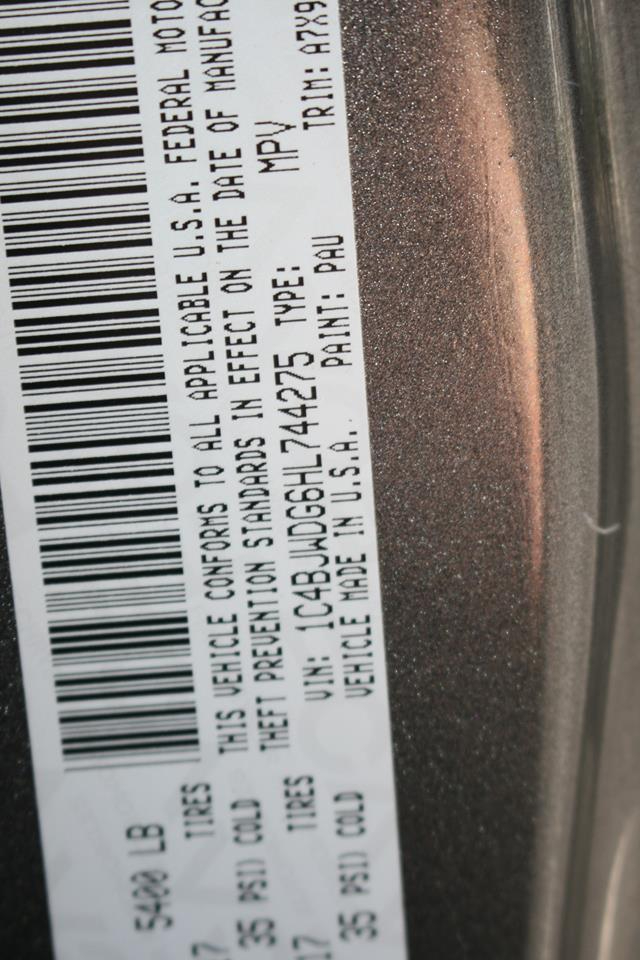 5400 LB
17 TIRES
35 PSI) COLD
17 TIRES
35 PSI) COLD
THIS VEHICLE CONFORMS TO ALL APPLICABLE U.S.A. FEDERAL MOTO
THEFT PREVENTION STANDARDS IN EFFECT ON THE DATE OF MANUFAC
VIN: 1C4BJWDG6HL744275 TYPE: MPV
VEHICLE MADE IN U.S.A. PAINT: PAU TRIM: A7X9